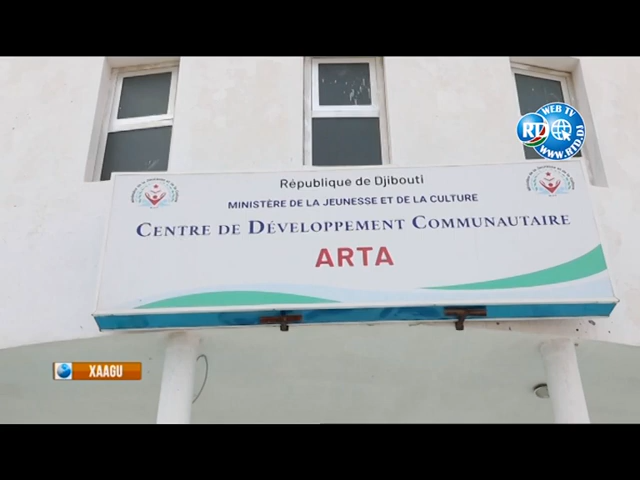 WEB TV
RTD
WWW.RTD.DJ
République de Djibouti
MINISTÈRE DE LA JEUNESSE ET DE LA CULTURE
CENTRE DE DÉVELOPPEMENT COMMUNAUTAIRE
ARTA
XAAGU